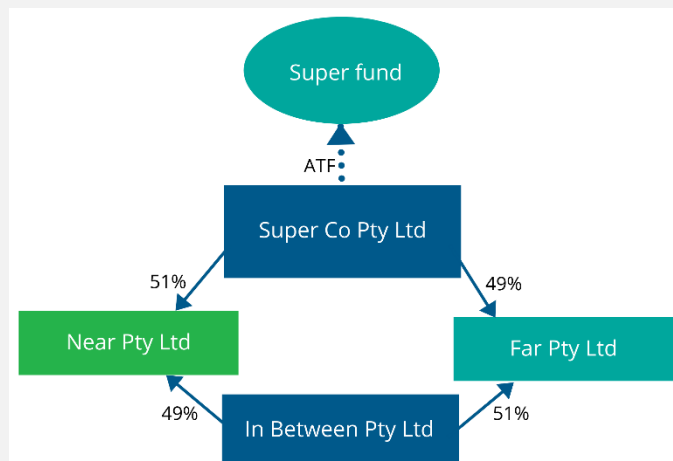 Super fund
ATF
Super Co Pty Ltd
51%
49%
Near Pty Ltd
Far Pty Ltd
49%
51%
In Between Pty Ltd